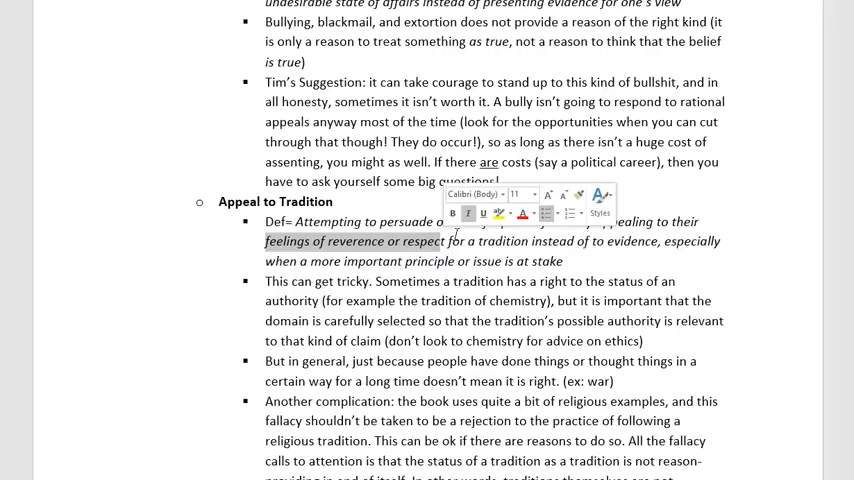 undesirable state of affairs instead of presenting evidence for one's view
▪ Bullying, blackmail, and extortion does not provide a reason of the right kind (it
is only a reason to treat something as true, not a reason to think that the belief
is true)
▪ Tim's Suggestion: it can take courage to stand up to this kind of bullshit, and in
all honesty, sometimes it isn't worth it. A bully isn't going to respond to rational
appeals anyway most of the time (look for the opportunities when you can cut
through that though! They do occur!), so as long as there isn't a huge cost of
assenting, you might as well. If there are costs (say a political career), then you
have to ask yourself some big questions!
Calibri (Body) 11
B I U ab A Styles
o Appeal to Tradition
▪ Def= Attempting to persuade appealing to their
feelings of reverence or respect for a tradition instead of to evidence, especially
when a more important principle or issue is at stake
▪ This can get tricky. Sometimes a tradition has a right to the status of an
authority (for example the tradition of chemistry), but it is important that the
domain is carefully selected so that the tradition's possible authority is relevant
to that kind of claim (don't look to chemistry for advice on ethics)
▪ But in general, just because people have done things or thought things in a
certain way for a long time doesn't mean it is right. (ex: war)
▪ Another complication: the book uses quite a bit of religious examples, and this
fallacy shouldn't be taken to be a rejection to the practice of following a
religious tradition. This can be ok if there are reasons to do so. All the fallacy
calls to attention is that the status of a tradition as a tradition is not reason-
providing in end of itself. In other words, traditions themselves are not